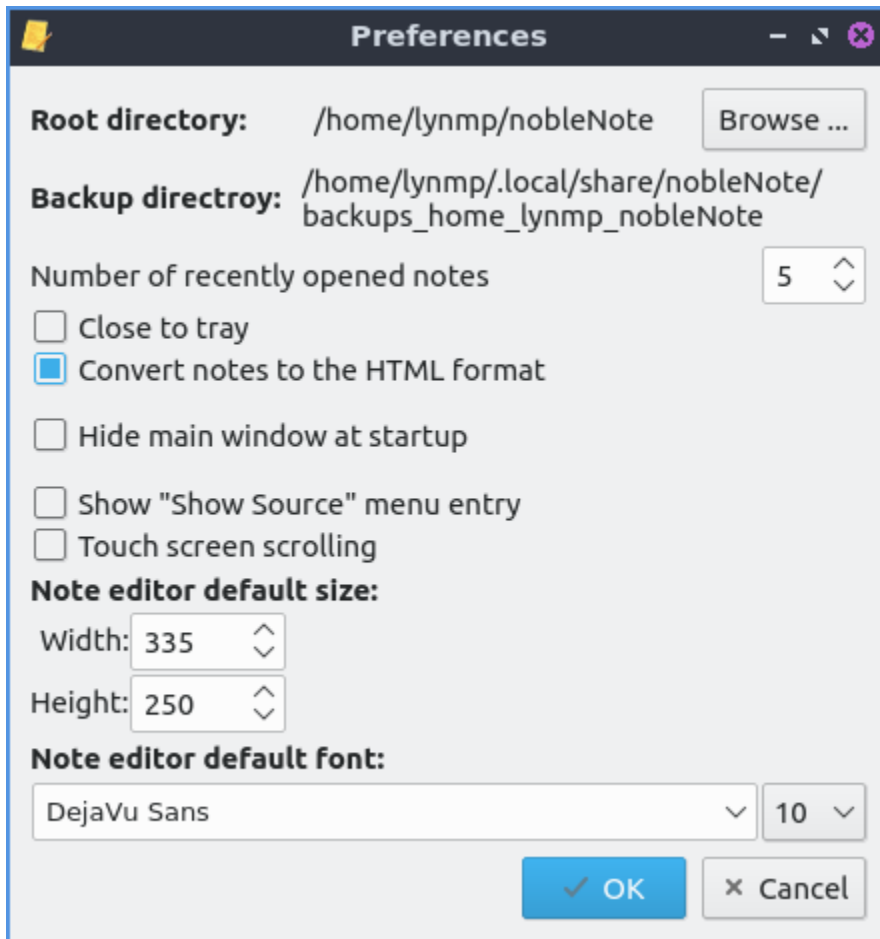 Preferences
Root directory: /home/lynmp/nobleNote Browse ...
Backup directroy: /home/lynmp/.local/share/nobleNote/
backups_home_lynmp_nobleNote
Number of recently opened notes 5
Close to tray
Convert notes to the HTML format
Hide main window at startup
Show "Show Source" menu entry
Touch screen scrolling
Note editor default size:
Width: 335
Height: 250
Note editor default font:
DejaVu Sans 10
OK Cancel